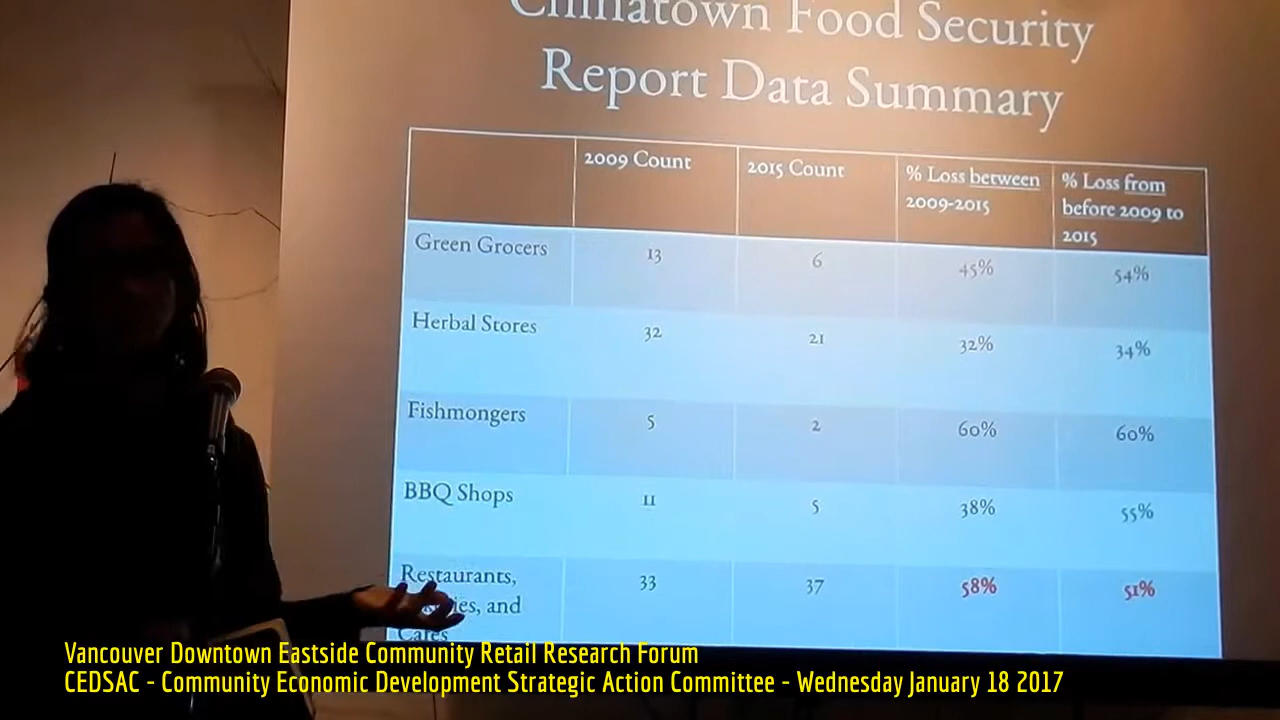 Chinatown Food Security
Report Data Summary
2009 Count
2015 Count
% Loss between
2009-2015
% Loss from
before 2009 to
2015
Green Grocers
13
6
45%
54%
Herbal Stores
32
21
32%
34%
Fishmongers
5
2
60%
60%
BBQ Shops
11
5
38%
55%
Restaurants,
and
Cafes
33
37
58%
51%
Vancouver Downtown Eastside Community Retail Research Forum
CEDSAC - Community Economic Development Strategic Action Committee - Wednesday January 18 2017